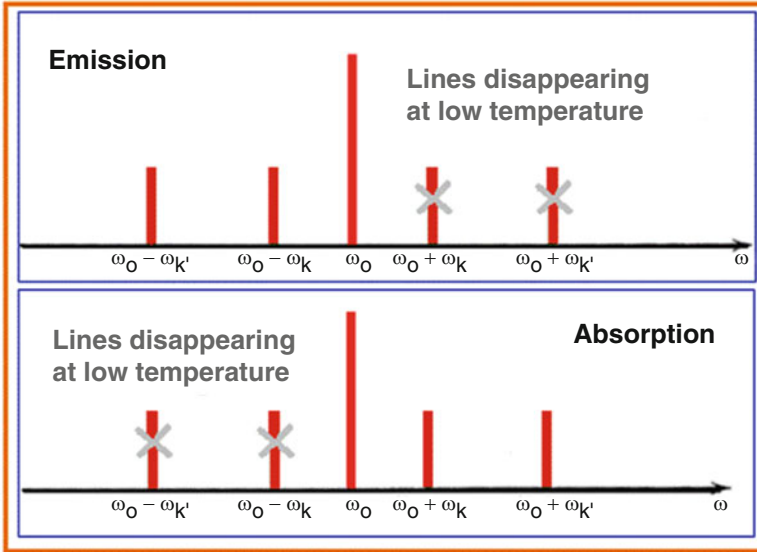 Emission
Lines disappearing
at low temperature
ωo − ωk' ωo − ωk ωo ωo + ωk ωo + ωk' ω
Lines disappearing
at low temperature
Absorption
ωo − ωk' ωo − ωk ωo ωo + ωk ωo + ωk' ω